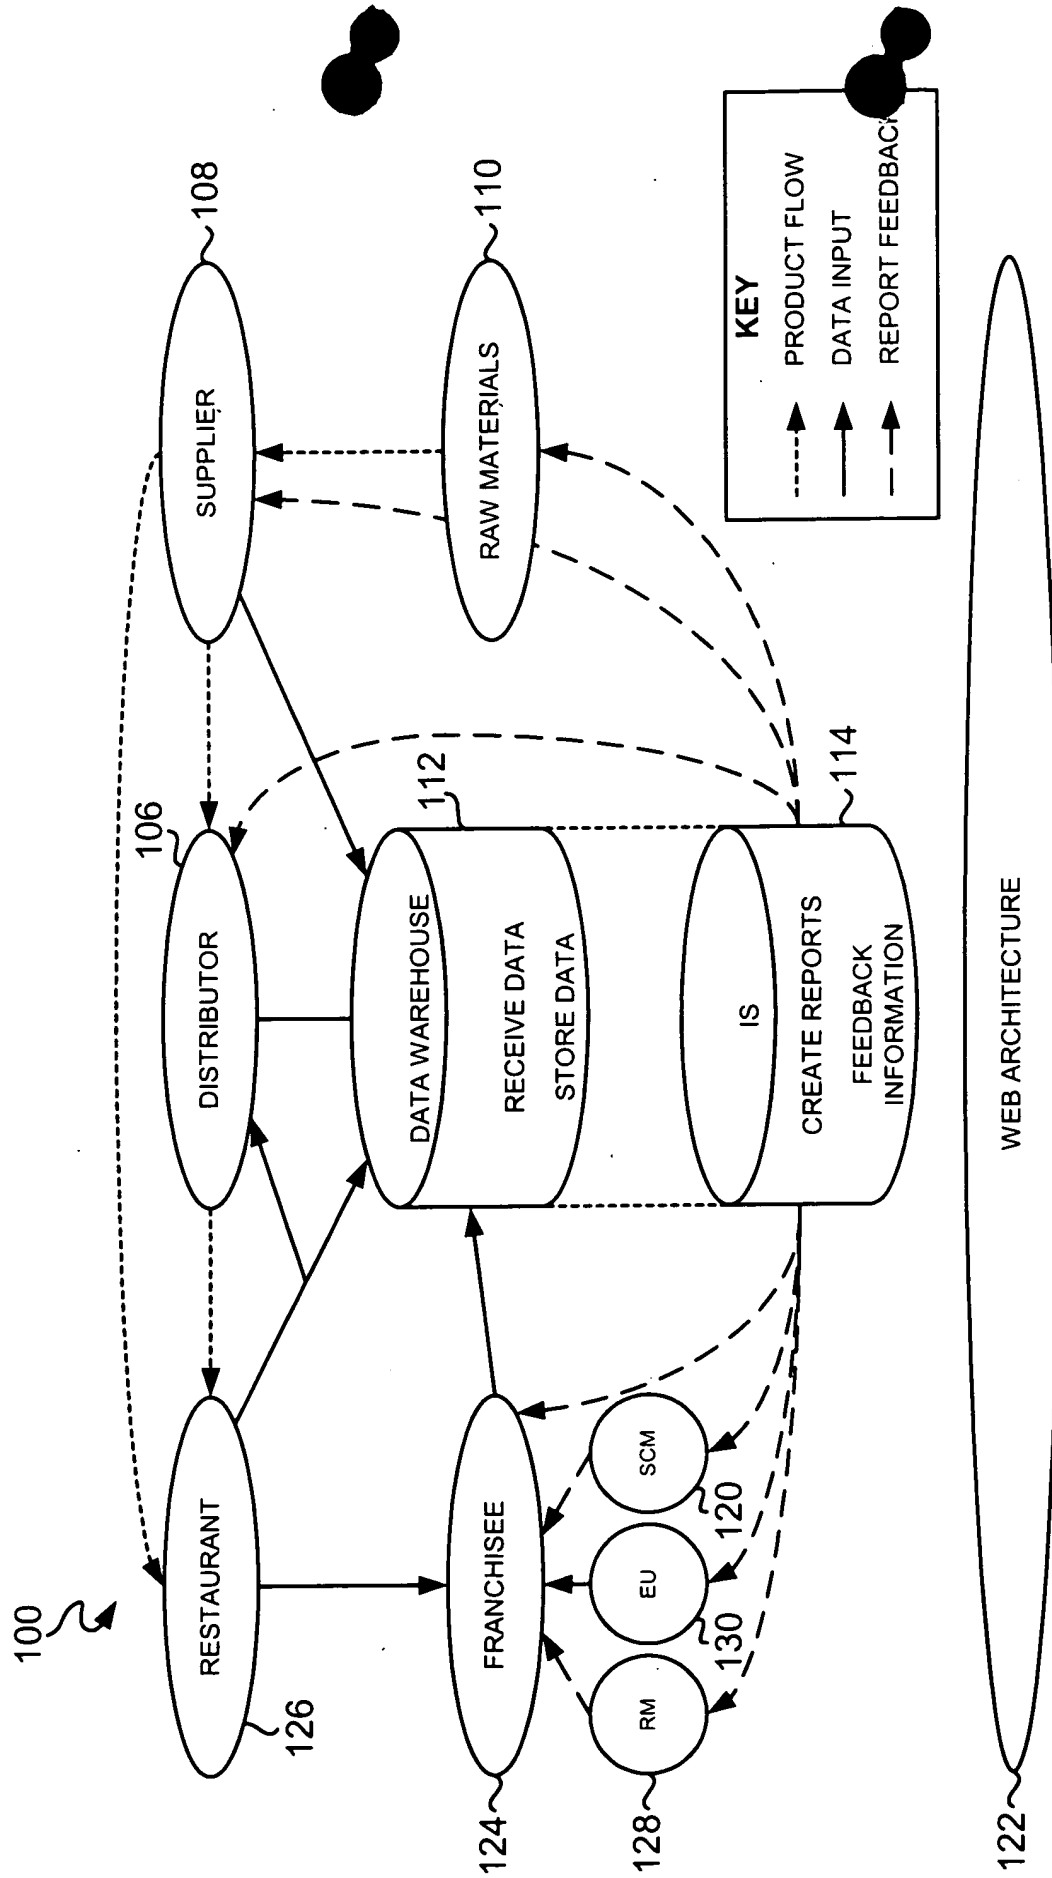 100
126
RESTAURANT
106
DISTRIBUTOR
SUPPLIER
108
124
FRANCHISEE
DATA WAREHOUSE
112
RECEIVE DATA
STORE DATA
RAW MATERIALS
110
128
RM
130
EU
120
SCM
IS
114
CREATE REPORTS
FEEDBACK
INFORMATION
KEY
PRODUCT FLOW
DATA INPUT
REPORT FEEDBACK
122
WEB ARCHITECTURE